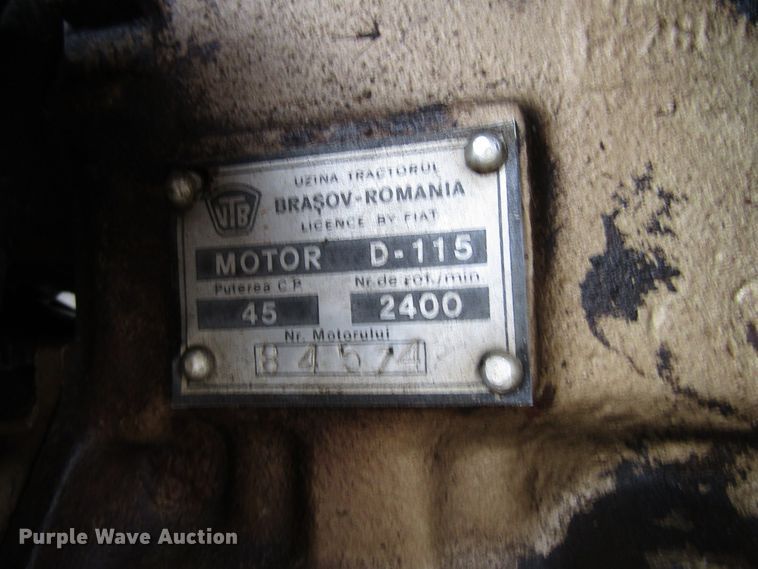 UZINA TRACTORUL
UTB
BRAŞOV-ROMANIA
LICENCE BY FIAT
MOTOR D-115
Puterea C.P. Nr. de rot./min.
45 2400
Nr. Motorului
84574
Purple Wave Auction